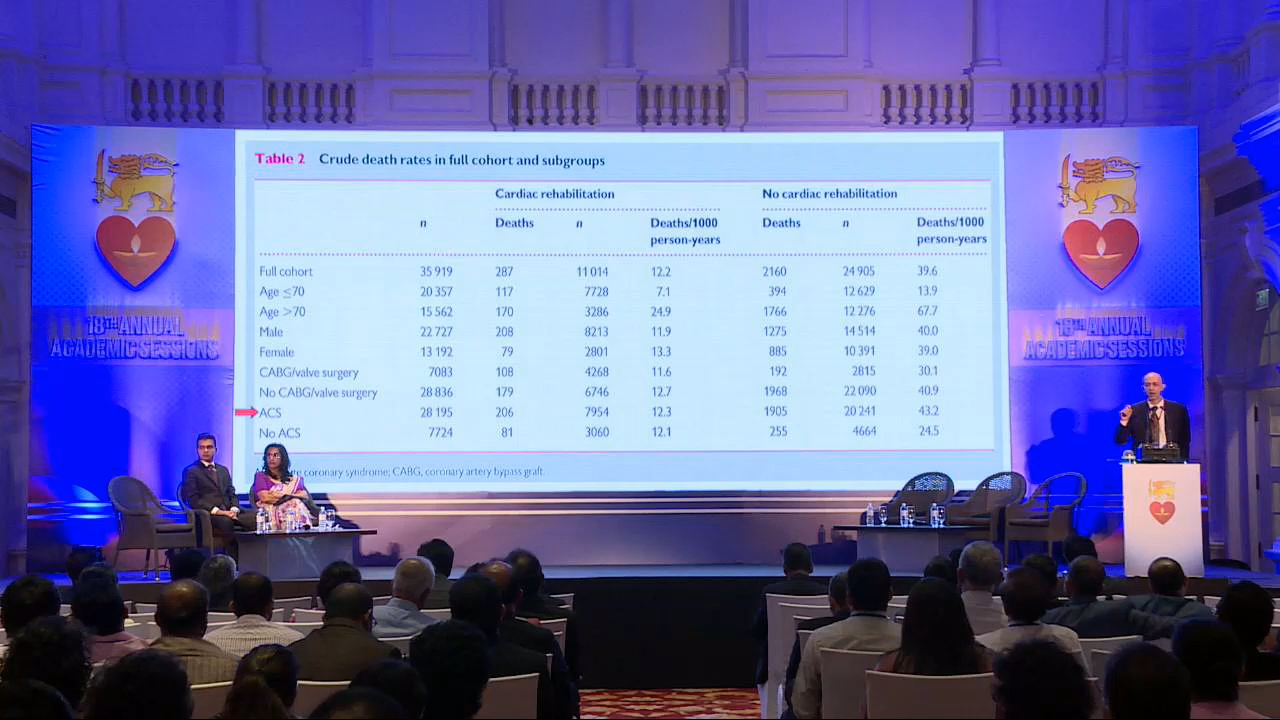 Table 2 Crude death rates in full cohort and subgroups
Cardiac rehabilitation No cardiac rehabilitation
n Deaths n Deaths/1000 person-years Deaths n Deaths/1000 person-years
Full cohort 35 919 287 11 014 12.2 2160 24 905 39.6
Age ≤70 20 357 117 7728 7.1 394 12 629 13.9
Age >70 15 562 170 3286 24.9 1766 12 276 67.7
Male 22 727 208 8213 11.9 1275 14 514 40.0
Female 13 192 79 2801 13.3 885 10 391 39.0
CABG/valve surgery 7083 108 4268 11.6 192 2815 30.1
No CABG/valve surgery 28 836 179 6746 12.7 1968 22 090 40.9
ACS 28 195 206 7954 12.3 1905 20 241 43.2
No ACS 7724 81 3060 12.1 255 4664 24.5
coronary syndrome; CABG, coronary artery bypass graft.
18TH ANNUAL
ACADEMIC SESSIONS
18TH ANNUAL
ACADEMIC SESSIONS